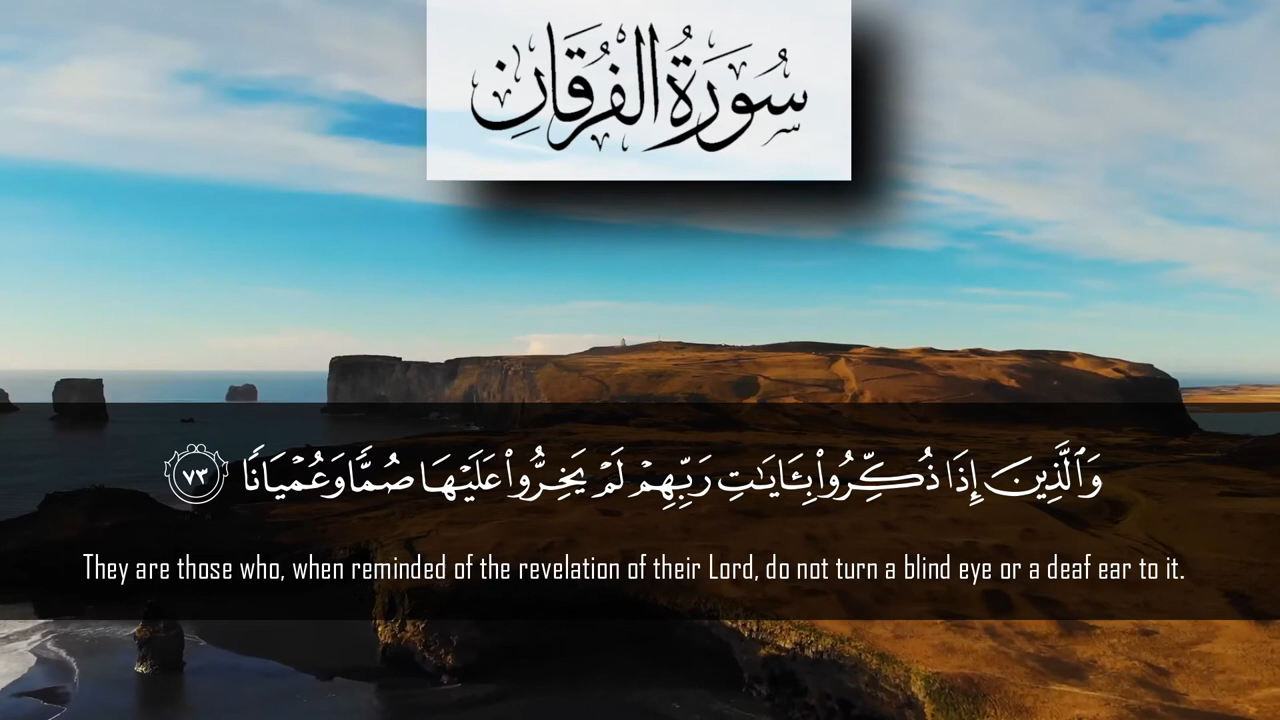 سُورَةُ الْفُرْقَانِ
وَٱلَّذِينَ إِذَا ذُكِّرُوا۟ بِـَٔايَـٰتِ رَبِّهِمْ لَمْ يَخِرُّوا۟ عَلَيْهَا صُمًّا وَعُمْيَانًا ٧٣
They are those who, when reminded of the revelation of their Lord, do not turn a blind eye or a deaf ear to it.